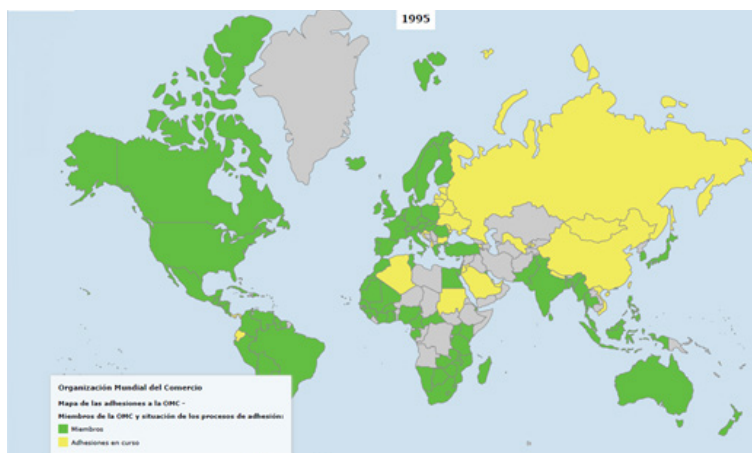 1995
Organización Mundial del Comercio
Mapa de las adhesiones a la OMC –
Miembros de la OMC y situación de los procesos de adhesión:
Miembros
Adhesiones en curso